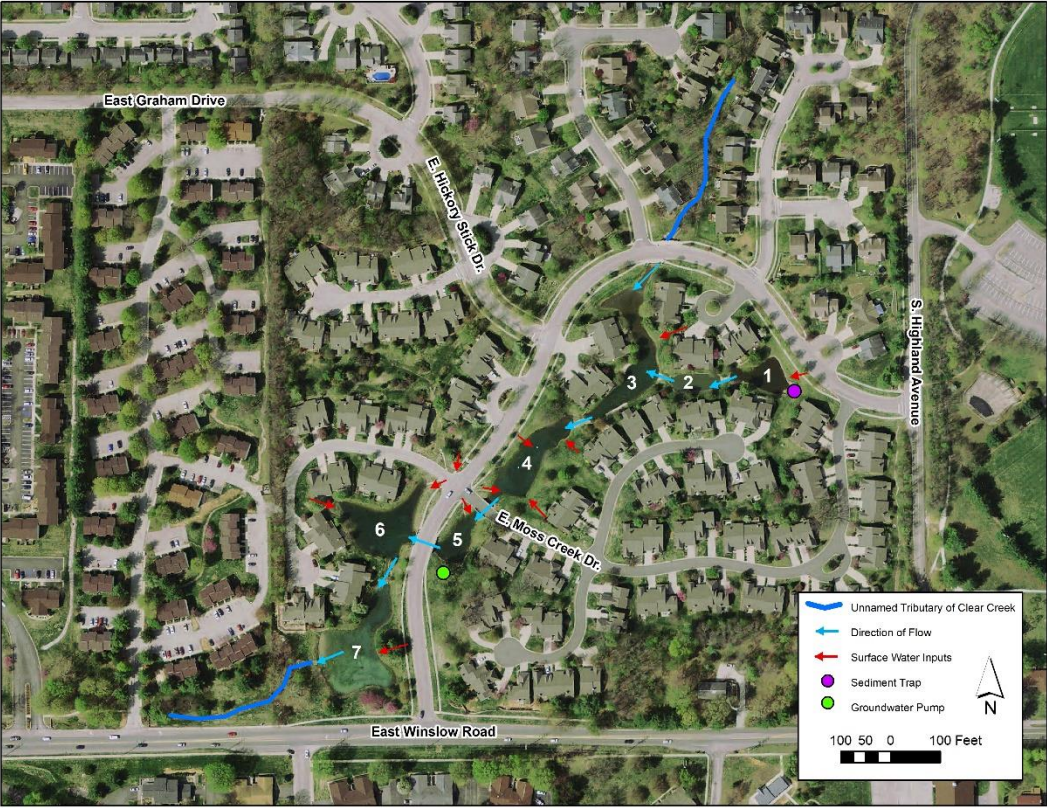 East Graham Drive
E. Hickory Stick Dr.
S. Highland Avenue
1
2
3
4
E. Moss Creek Dr.
5
6
7
East Winslow Road
Unnamed Tributary of Clear Creek
Direction of Flow
Surface Water Inputs
Sediment Trap
Groundwater Pump
N
100 50 0 100 Feet